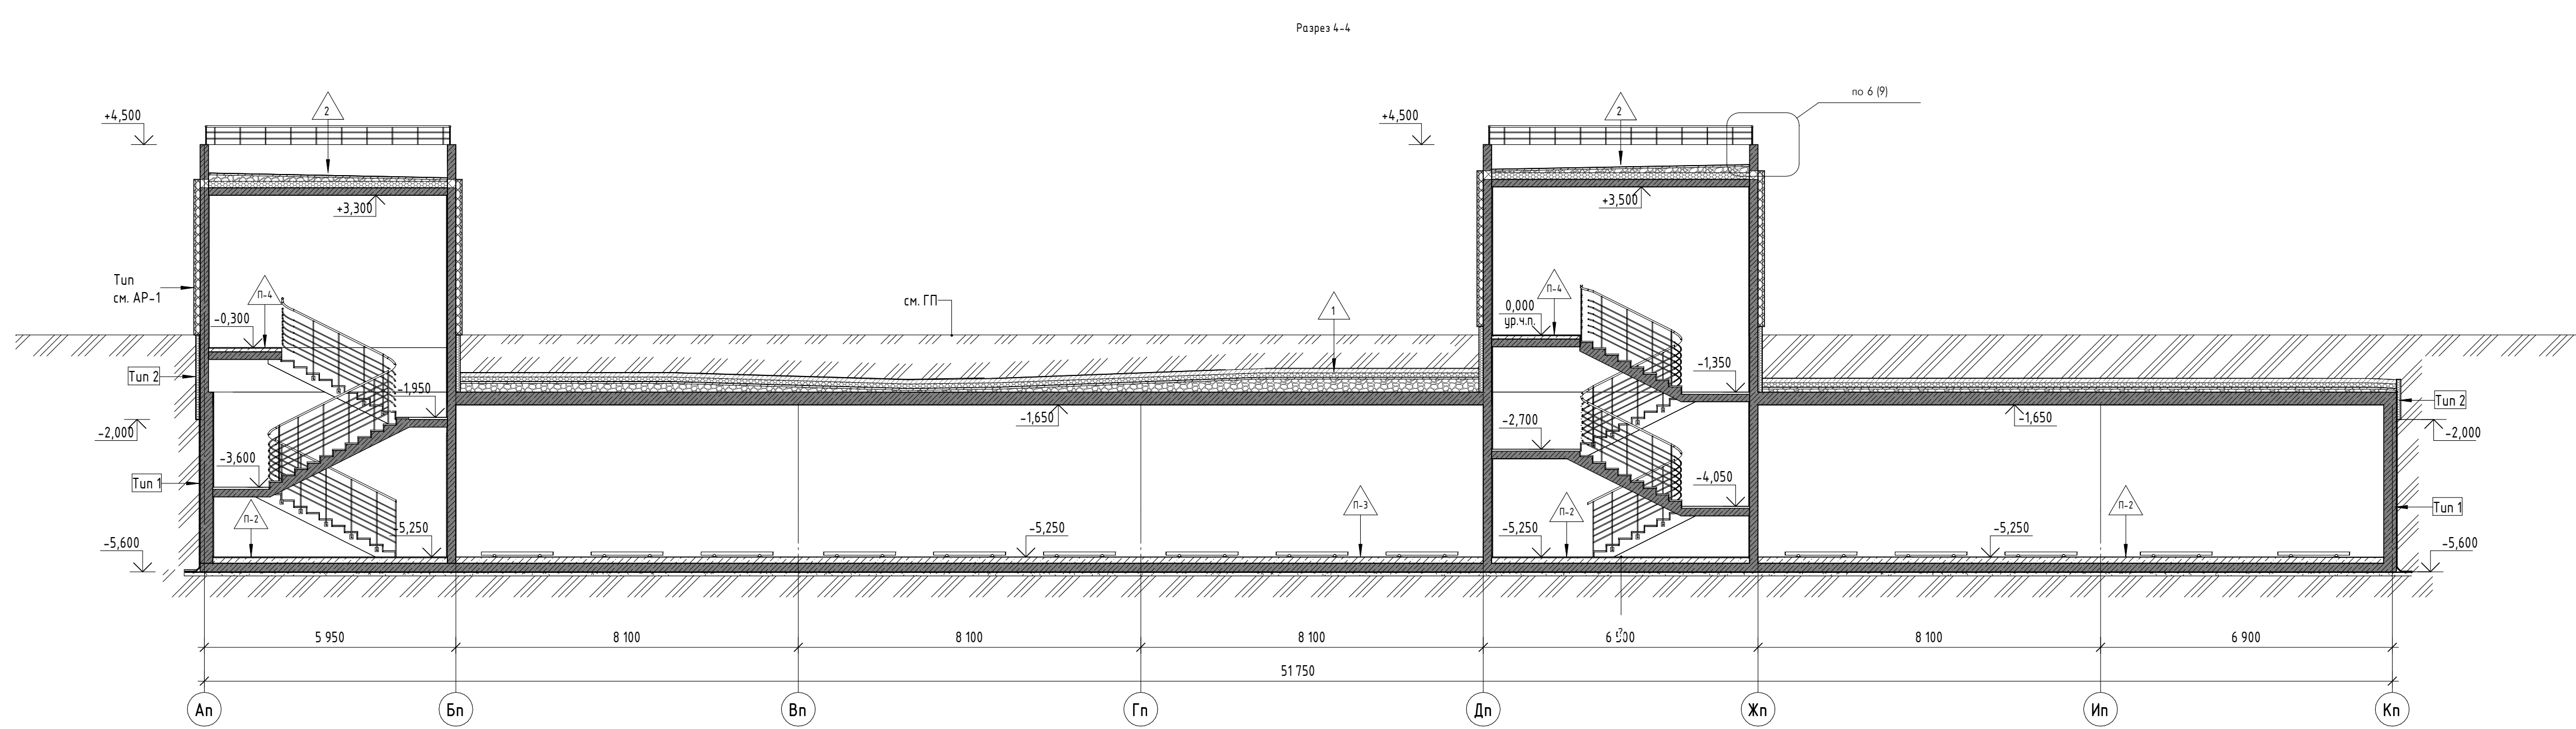 Разрез 4-4
по 6 (9)
+4,500
2
+4,500
2
+3,300
+3,500
Тип
см. АР-1
П-4
-0,300
см. ГП
1
П-4
0,000
ур.ч.п.
Тип 2
-1,950
-1,350
Тип 2
-2,000
-1,650
-1,650
-2,000
-3,600
-2,700
Тип 1
-4,050
Тип 1
П-2
П-3
П-2
П-2
-5,600
-5,250
-5,250
-5,250
-5,250
-5,600
5 950
8 100
8 100
8 100
8 100
6 900
51 750
Ап
Бп
Вп
Гп
Дп
Жп
Ип
Кп